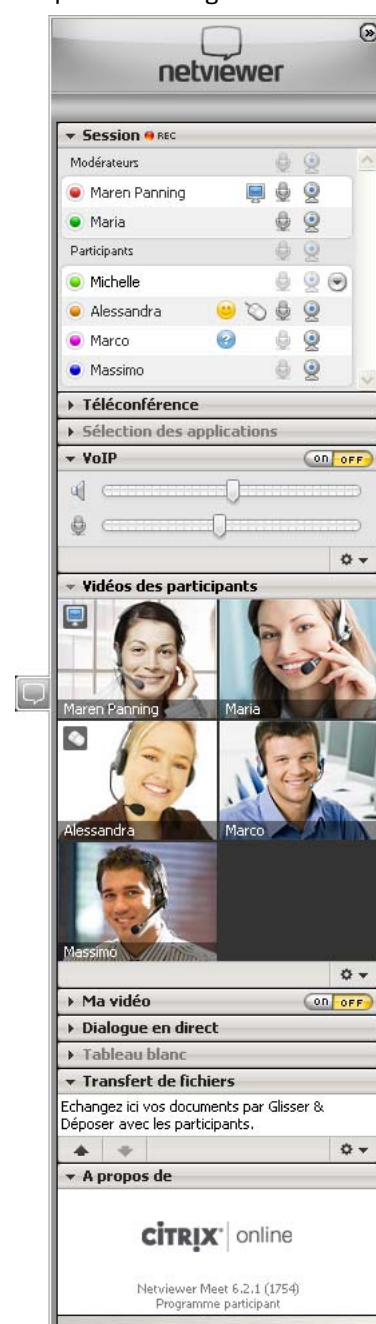 netviewer
Session REC
Modérateurs
Maren Panning
Maria
Participants
Michelle
Alessandra
Marco
Massimo
Téléconférence
Sélection des applications
VoIP on OFF
Vidéos des participants
Maren Panning Maria
Alessandra Marco
Massimo
Ma vidéo on OFF
Dialogue en direct
Tableau blanc
Transfert de fichiers
Echangez ici vos documents par Glisser &
Déposer avec les participants.
A propos de
CITRIX online
Netviewer Meet 6.2.1 (1754)
Programme participant